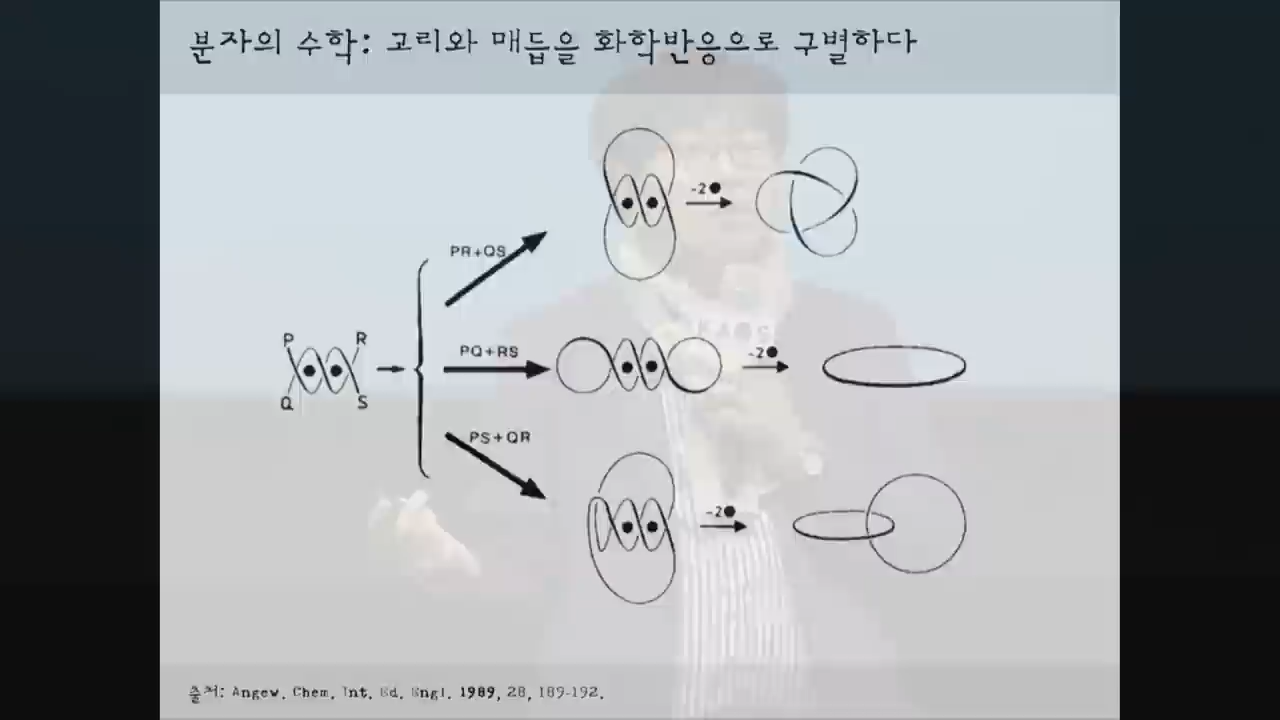 분자의 수학: 고리와 매듭을 화학반응으로 구별하다
-2●
PR+QS
P R
PQ+RS
-2●
Q S
PS+QR
-2●
출처: Angew. Chem. Int. Ed. Engl. 1989, 28, 189-192.